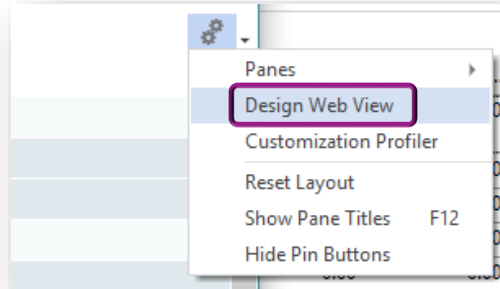 Panes
Design Web View
Customization Profiler
Reset Layout
Show Pane Titles F12
Hide Pin Buttons